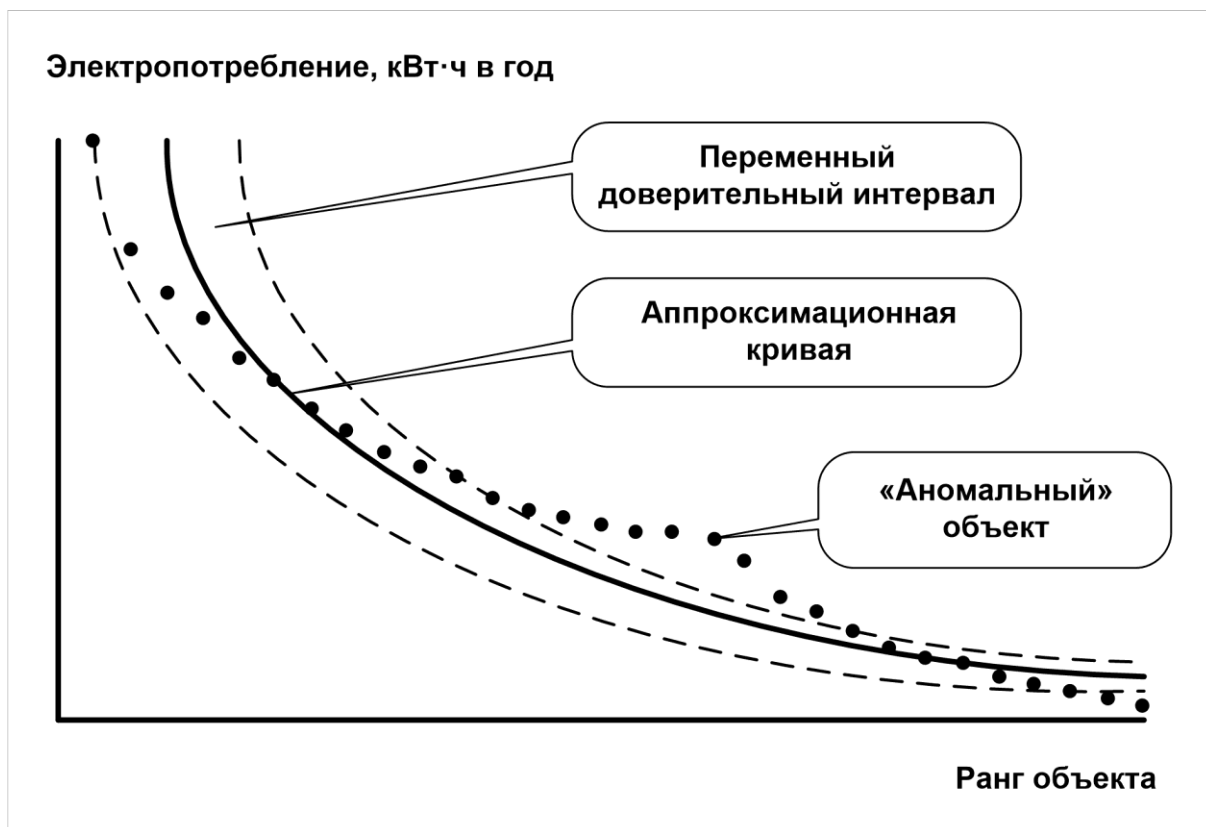 Электропотребление, кВт·ч в год
Переменный
доверительный интервал
Аппроксимационная
кривая
«Аномальный»
объект
Ранг объекта